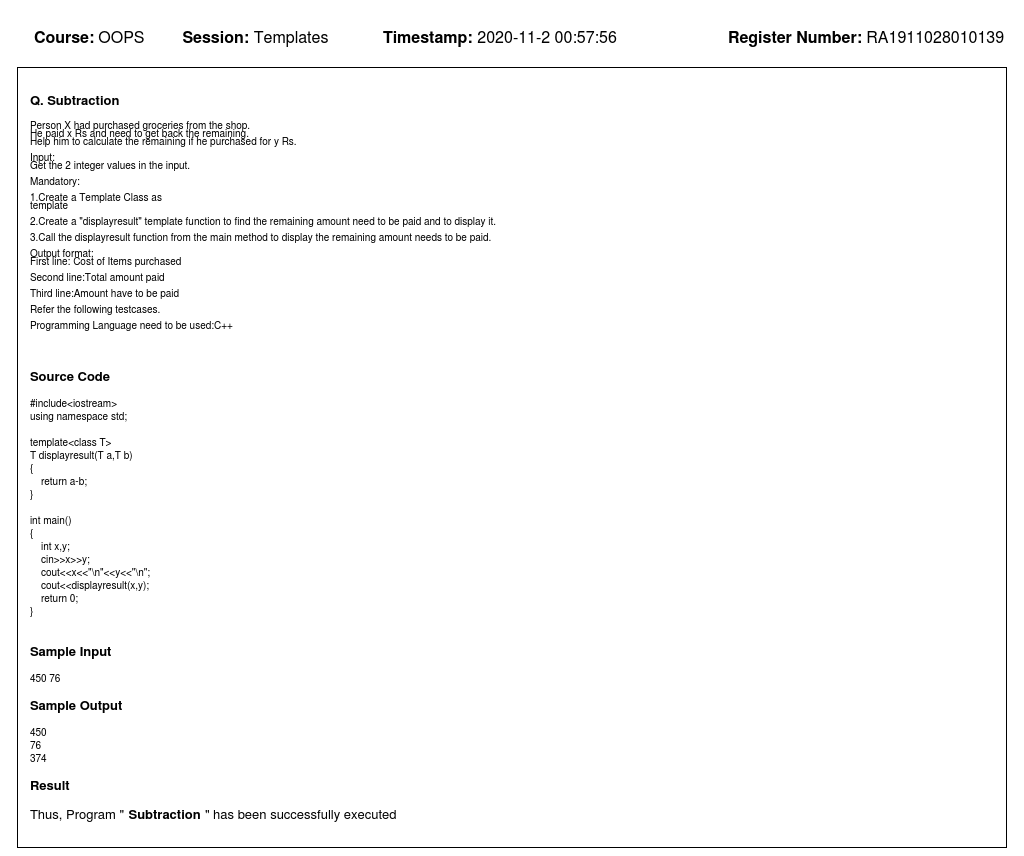 Course: OOPS Session: Templates Timestamp: 2020-11-2 00:57:56 Register Number: RA1911028010139
Q. Subtraction
Person X had purchased groceries from the shop.
He paid x Rs and need to get back the remaining.
Help him to calculate the remaining if he purchased for y Rs.
Input:
Get the 2 integer values in the input.
Mandatory:
1.Create a Template Class as
template
2.Create a "displayresult" template function to find the remaining amount need to be paid and to display it.
3.Call the displayresult function from the main method to display the remaining amount needs to be paid.
Output format:
First line: Cost of Items purchased
Second line:Total amount paid
Third line:Amount have to be paid
Refer the following testcases.
Programming Language need to be used:C++
Source Code
#include<iostream>
using namespace std;
template<class T>
T displayresult(T a,T b)
{
    return a-b;
}
int main()
{
    int x,y;
    cin>>x>>y;
    cout<<x<<"\n"<<y<<"\n";
    cout<<displayresult(x,y);
    return 0;
}
Sample Input
450 76
Sample Output
450
76
374
Result
Thus, Program " Subtraction " has been successfully executed